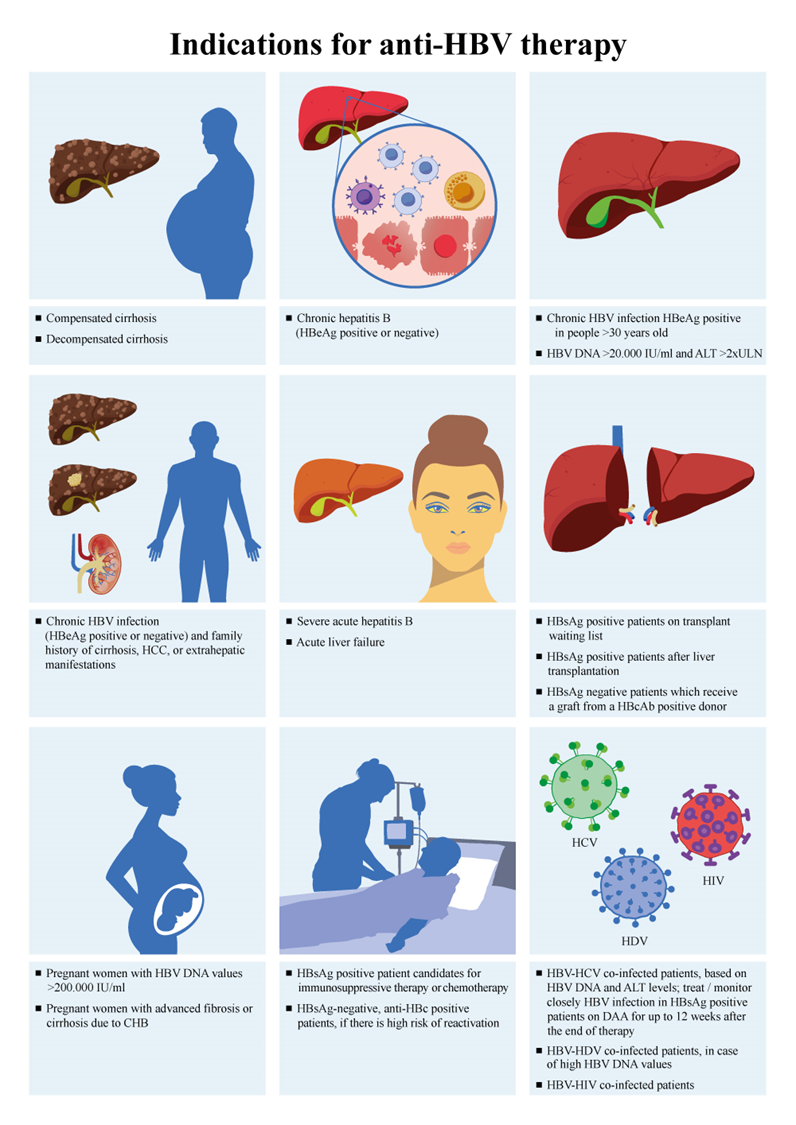 Indications for anti-HBV therapy
■ Compensated cirrhosis
■ Decompensated cirrhosis
■ Chronic hepatitis B
(HBeAg positive or negative)
■ Chronic HBV infection HBeAg positive
in people >30 years old
■ HBV DNA >20.000 IU/ml and ALT >2xULN
■ Chronic HBV infection
(HBeAg positive or negative) and family
history of cirrhosis, HCC, or extrahepatic
manifestations
■ Severe acute hepatitis B
■ Acute liver failure
■ HBsAg positive patients on transplant
waiting list
■ HBsAg positive patients after liver
transplantation
■ HBsAg negative patients which receive
a graft from a HBcAb positive donor
HCV
HIV
HDV
■ Pregnant women with HBV DNA values
>200.000 IU/ml
■ Pregnant women with advanced fibrosis or
cirrhosis due to CHB
■ HBsAg positive patient candidates for
immunosuppressive therapy or chemotherapy
■ HBsAg-negative, anti-HBc positive
patients, if there is high risk of reactivation
■ HBV-HCV co-infected patients, based on
HBV DNA and ALT levels; treat / monitor
closely HBV infection in HBsAg positive
patients on DAA for up to 12 weeks after
the end of therapy
■ HBV-HDV co-infected patients, in case
of high HBV DNA values
■ HBV-HIV co-infected patients